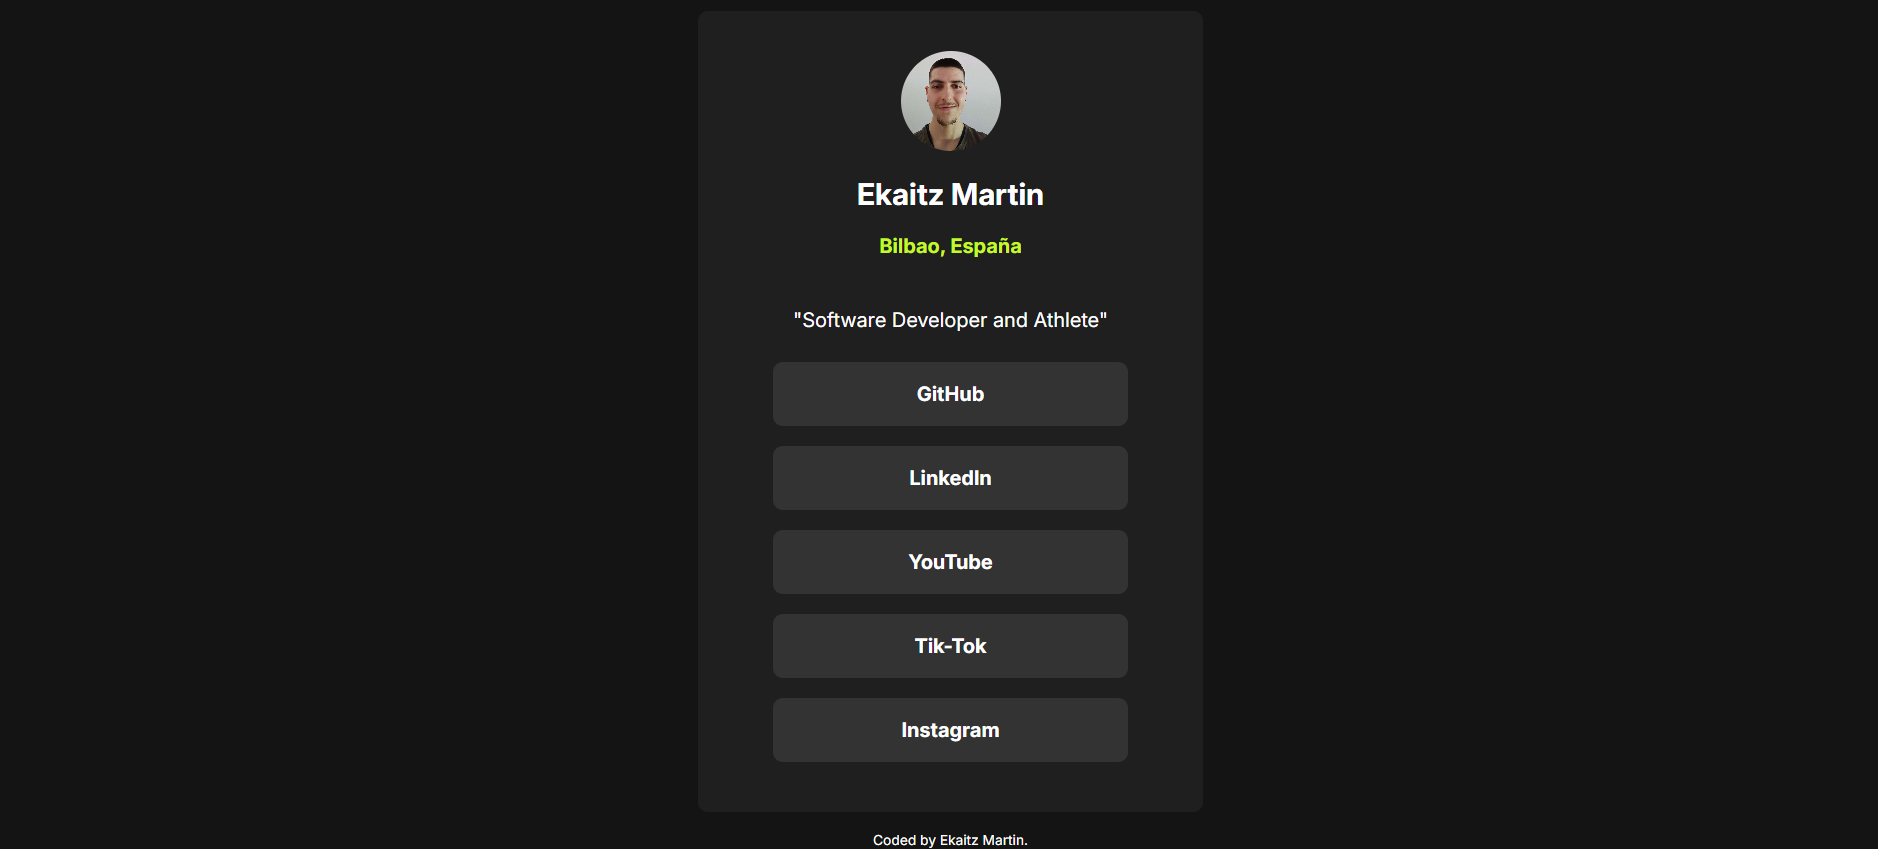 Ekaitz Martin
Bilbao, España
"Software Developer and Athlete"
GitHub
LinkedIn
YouTube
Tik-Tok
Instagram
Coded by Ekaitz Martin.